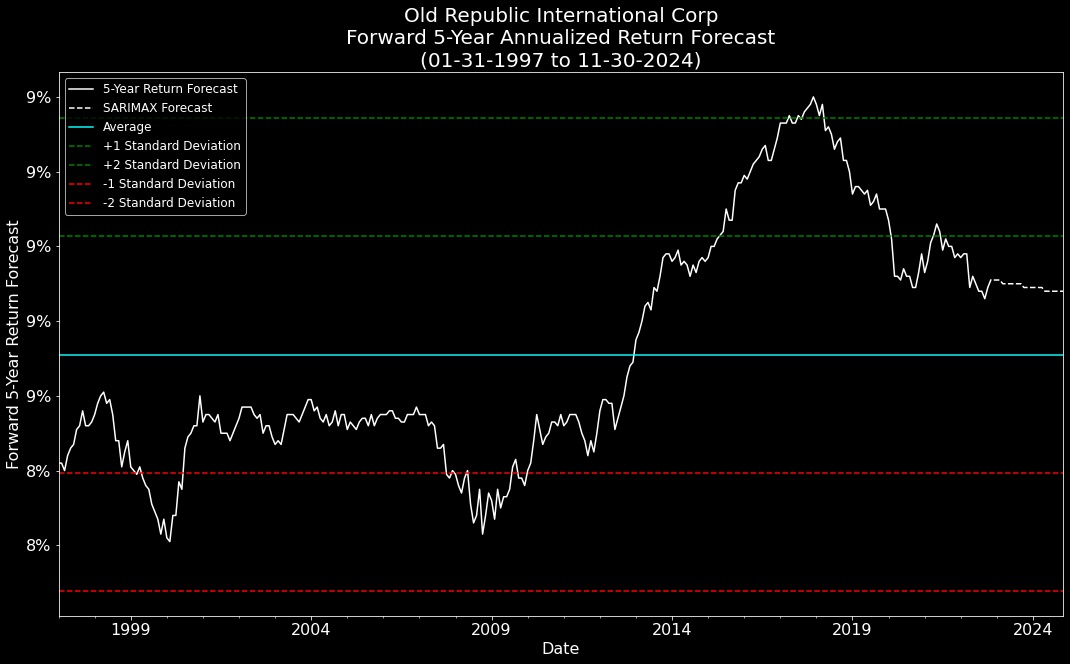 Old Republic International Corp
Forward 5-Year Annualized Return Forecast
(01-31-1997 to 11-30-2024)
5-Year Return Forecast
SARIMAX Forecast
Average
+1 Standard Deviation
+2 Standard Deviation
-1 Standard Deviation
-2 Standard Deviation
Forward 5-Year Return Forecast
9%
9%
9%
9%
9%
8%
8%
1999 2004 2009 2014 2019 2024
Date